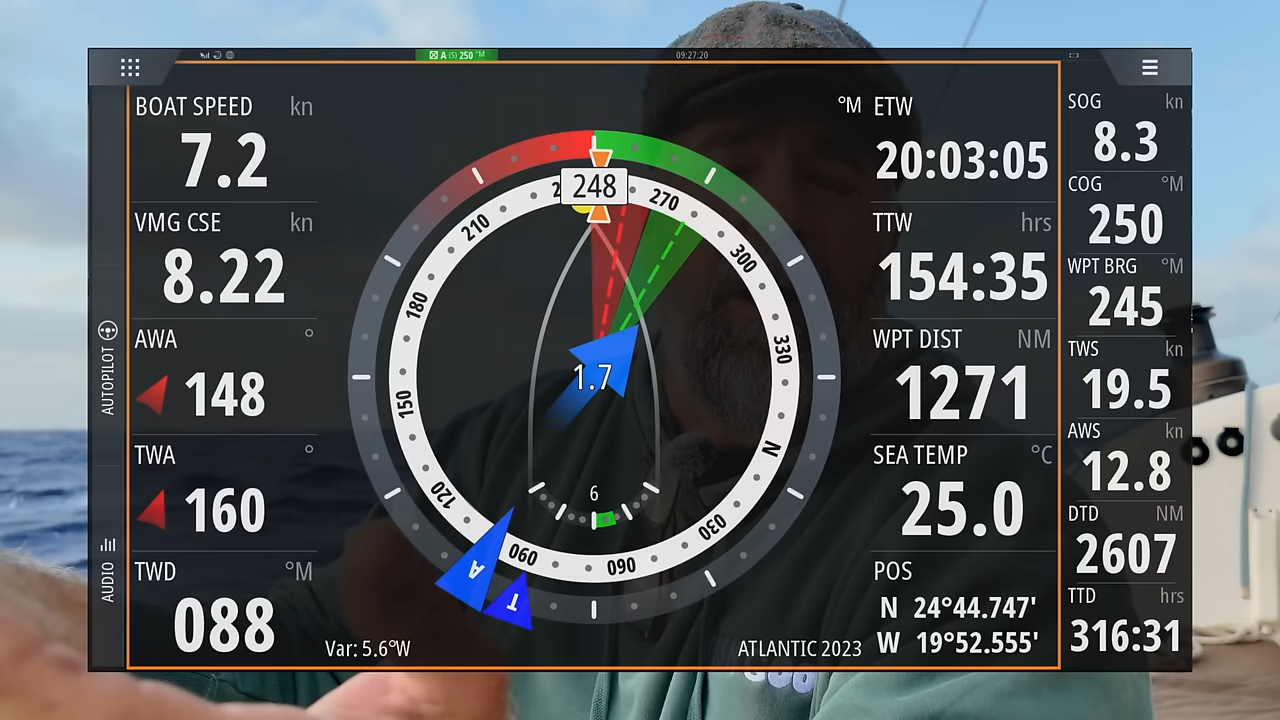 A (S) 250 °M
09:27:20
BOAT SPEED kn
7.2
VMG CSE kn
8.22
AWA °
148
TWA °
160
TWD °M
088
AUTOPILOT
AUDIO
°M
248
270
300
330
N
030
060
090
120
150
180
210
1.7
6
A
T
Var: 5.6°W
ATLANTIC 2023
ETW
20:03:05
TTW hrs
154:35
WPT DIST NM
1271
SEA TEMP °C
25.0
POS
N 24°44.747'
W 19°52.555'
SOG kn
8.3
COG °M
250
WPT BRG °M
245
TWS kn
19.5
AWS kn
12.8
DTD NM
2607
TTD hrs
316:31